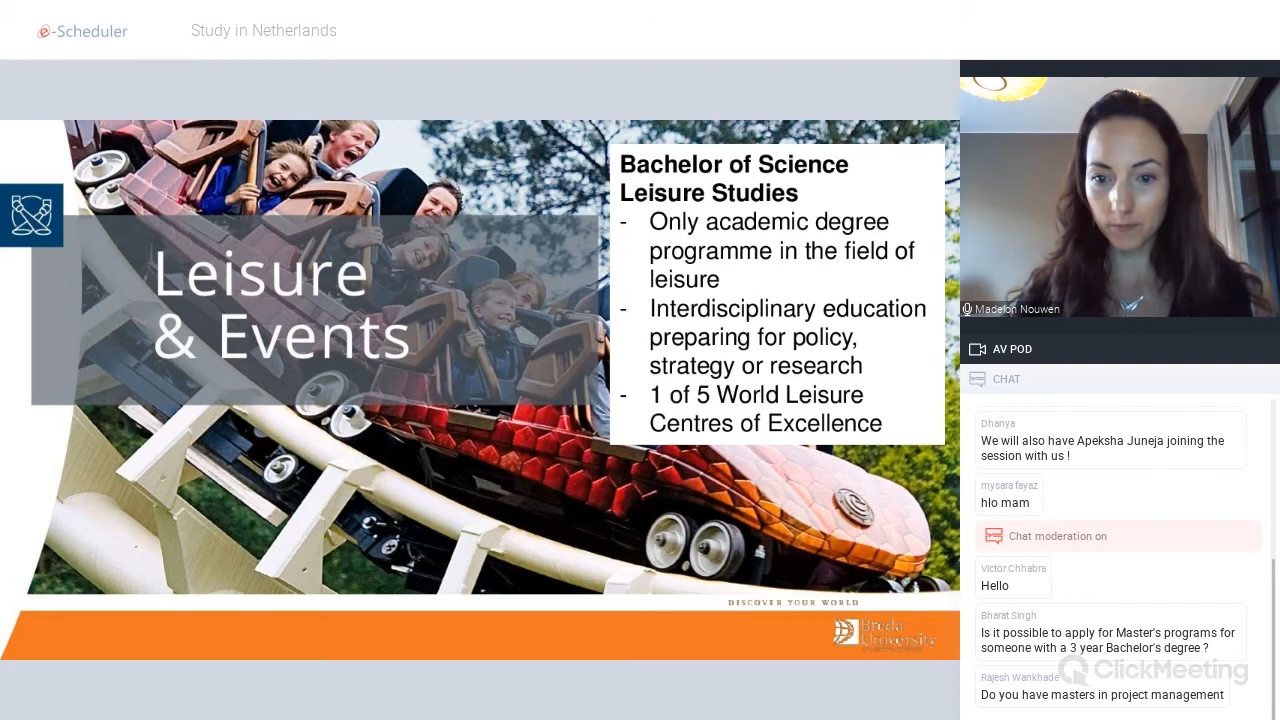 e-Scheduler
Study in Netherlands
Leisure
& Events
Bachelor of Science
Leisure Studies
- Only academic degree
programme in the field of
leisure
- Interdisciplinary education
preparing for policy,
strategy or research
- 1 of 5 World Leisure
Centres of Excellence
DISCOVER YOUR WORLD
Breda
University
Madelon Nouwen
AV POD
CHAT
Dhanya
We will also have Apeksha Juneja joining the
session with us !
mysara fayaz
hlo mam
Chat moderation on
Victor Chhabra
Hello
Bharat Singh
Is it possible to apply for Master's programs for
someone with a 3 year Bachelor's degree ?
Rajesh Wankhade
Do you have masters in project management
ClickMeeting